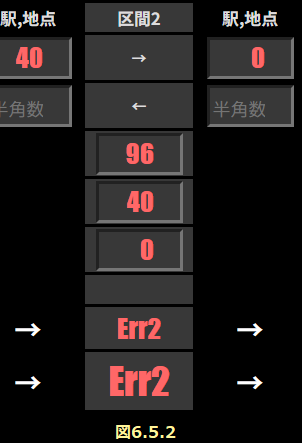 駅,地点 区間2 駅,地点
40 → 0
半角数 ← 半角数
96
40
0
→ Err2 →
→ Err2 →
図6.5.2